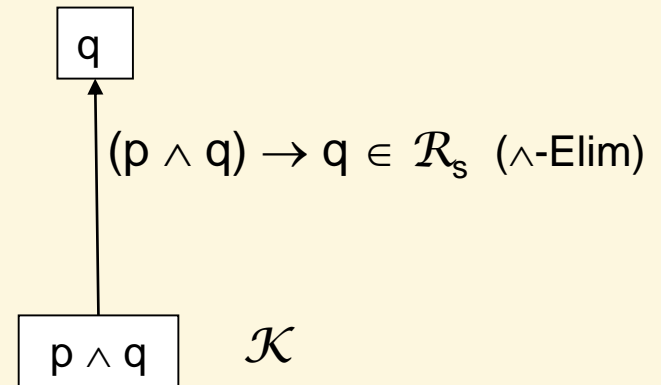 q
(p ∧ q) → q ∈ ℛs (∧-Elim)
p ∧ q 𝒦